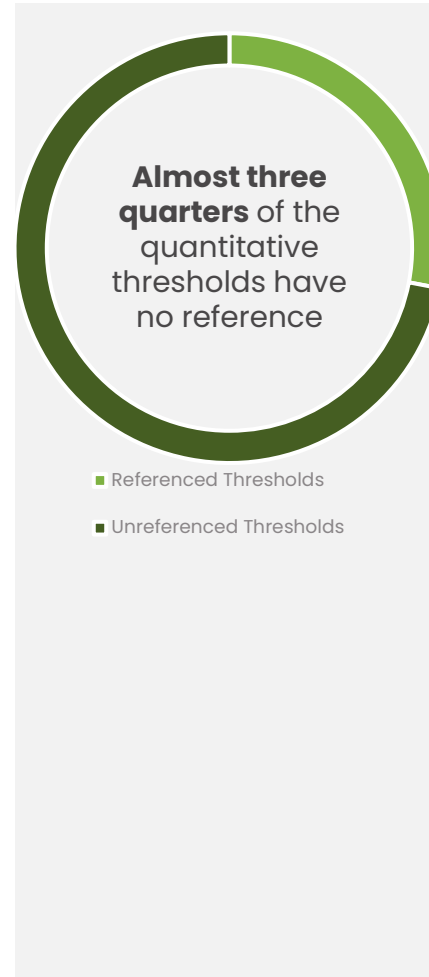 Almost three
quarters of the
quantitative
thresholds have
no reference
Referenced Thresholds
Unreferenced Thresholds